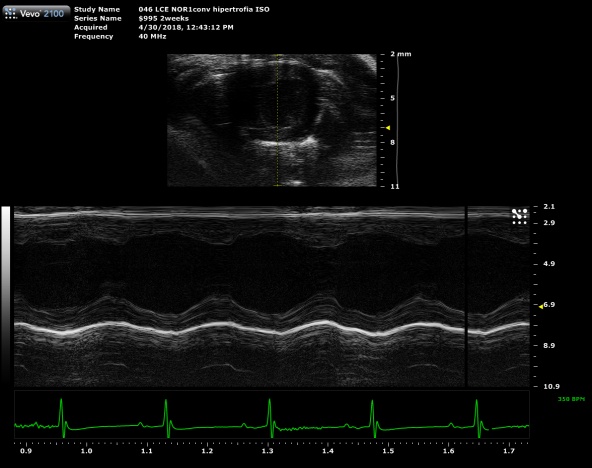 Vevo 2100
Study Name 046 LCE NOR1conv hipertrofia ISO
Series Name S995 2weeks
Acquired 4/30/2018, 12:43:12 PM
Frequency 40 MHz
2 mm
5
8
11
2.1
2.9
4.9
6.9
8.9
10.9
358 BPM
0.9 1.0 1.1 1.2 1.3 1.4 1.5 1.6 1.7